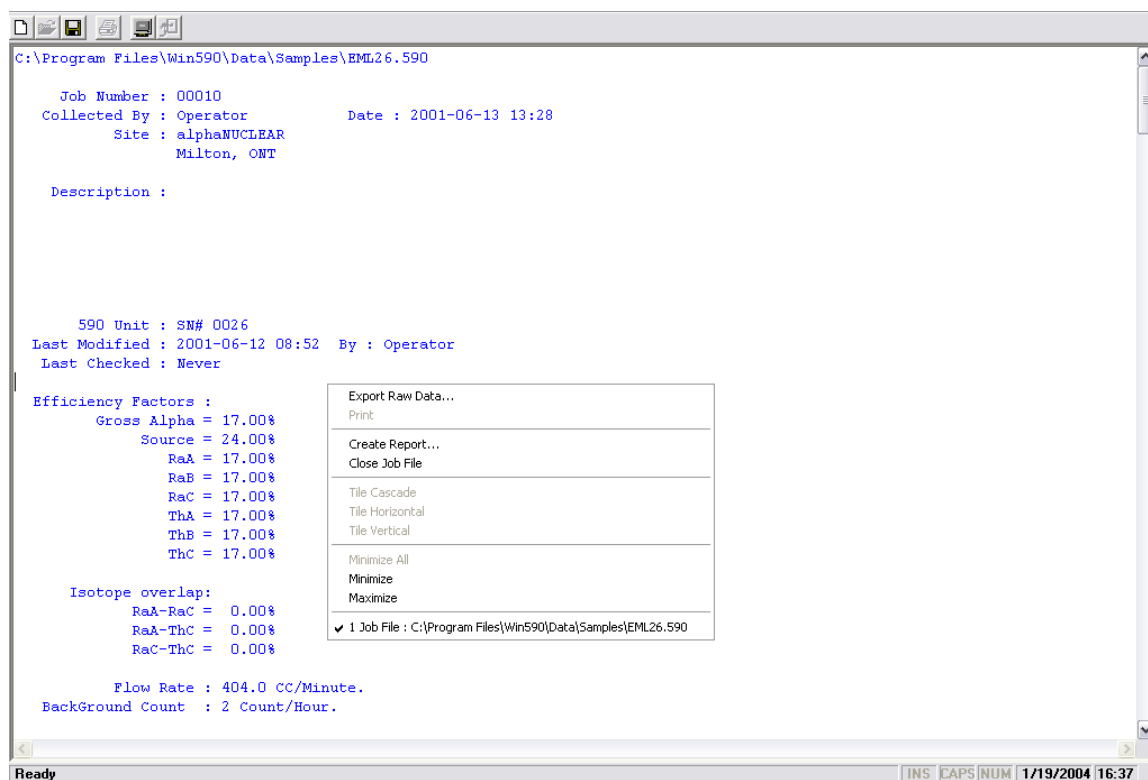 C:\Program Files\Win590\Data\Samples\EML26.590
Job Number : 00010
Collected By : Operator Date : 2001-06-13 13:28
Site : alphaNUCLEAR
Milton, ONT
Description :
590 Unit : SN# 0026
Last Modified : 2001-06-12 08:52 By : Operator
Last Checked : Never
Efficiency Factors :
Gross Alpha = 17.00%
Source = 24.00%
RaA = 17.00%
RaB = 17.00%
RaC = 17.00%
ThA = 17.00%
ThB = 17.00%
ThC = 17.00%
Isotope overlap:
RaA-RaC = 0.00%
RaA-ThC = 0.00%
RaC-ThC = 0.00%
Flow Rate : 404.0 CC/Minute.
BackGround Count : 2 Count/Hour.
Export Raw Data...
Print
Create Report...
Close Job File
Tile Cascade
Tile Horizontal
Tile Vertical
Minimize All
Minimize
Maximize
1 Job File : C:\Program Files\Win590\Data\Samples\EML26.590
Ready INS CAPS NUM 1/19/2004 16:37